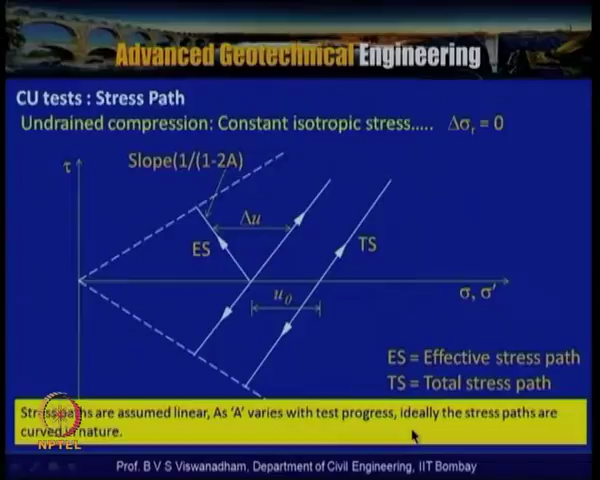 Advanced Geotechnical Engineering
CU tests : Stress Path
Undrained compression: Constant isotropic stress..... Δσr = 0
τ
Slope(1/(1-2A)
Δu
ES
TS
u0
σ, σ′
ES = Effective stress path
TS = Total stress path
Stress paths are assumed linear, As 'A' varies with test progress, ideally the stress paths are
curved in nature.
NPTEL
Prof. B V S Viswanadham, Department of Civil Engineering, IIT Bombay